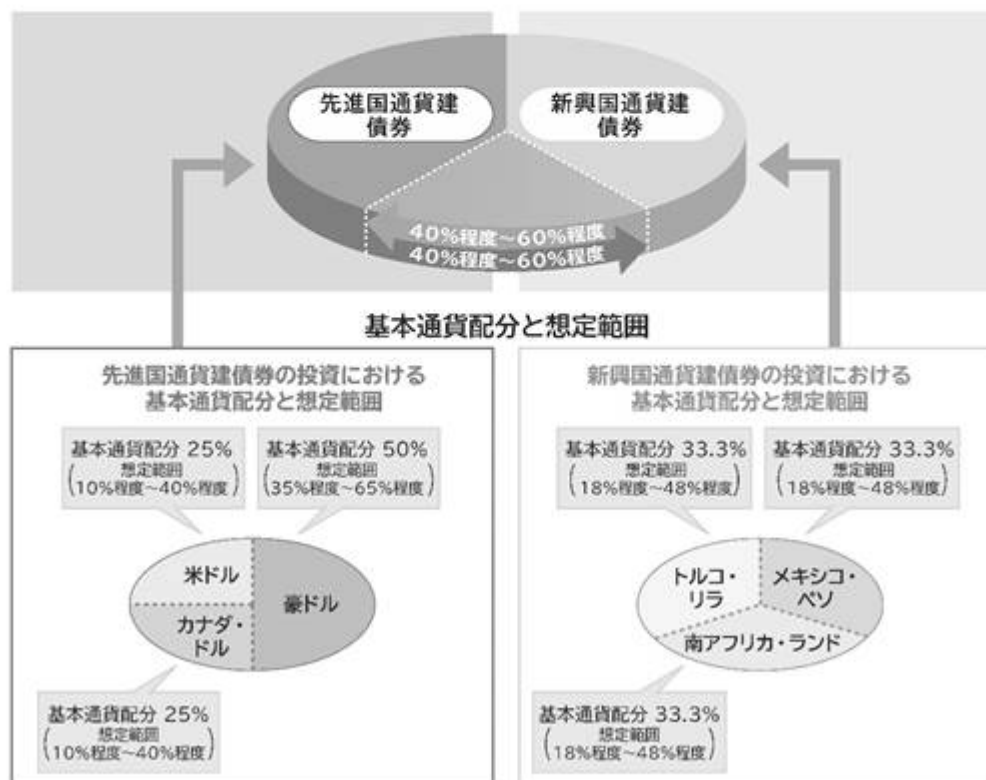 先進国通貨建
債券
新興国通貨建
債券
40%程度～60%程度
40%程度～60%程度
基本通貨配分と想定範囲
先進国通貨建債券の投資における
基本通貨配分と想定範囲
基本通貨配分 25%
想定範囲
(10%程度～40%程度)
基本通貨配分 50%
想定範囲
(35%程度～65%程度)
米ドル
豪ドル
カナダ・
ドル
基本通貨配分 25%
想定範囲
(10%程度～40%程度)
新興国通貨建債券の投資における
基本通貨配分と想定範囲
基本通貨配分 33.3%
想定範囲
(18%程度～48%程度)
基本通貨配分 33.3%
想定範囲
(18%程度～48%程度)
トルコ・
リラ
メキシコ・
ペソ
南アフリカ・ランド
基本通貨配分 33.3%
想定範囲
(18%程度～48%程度)